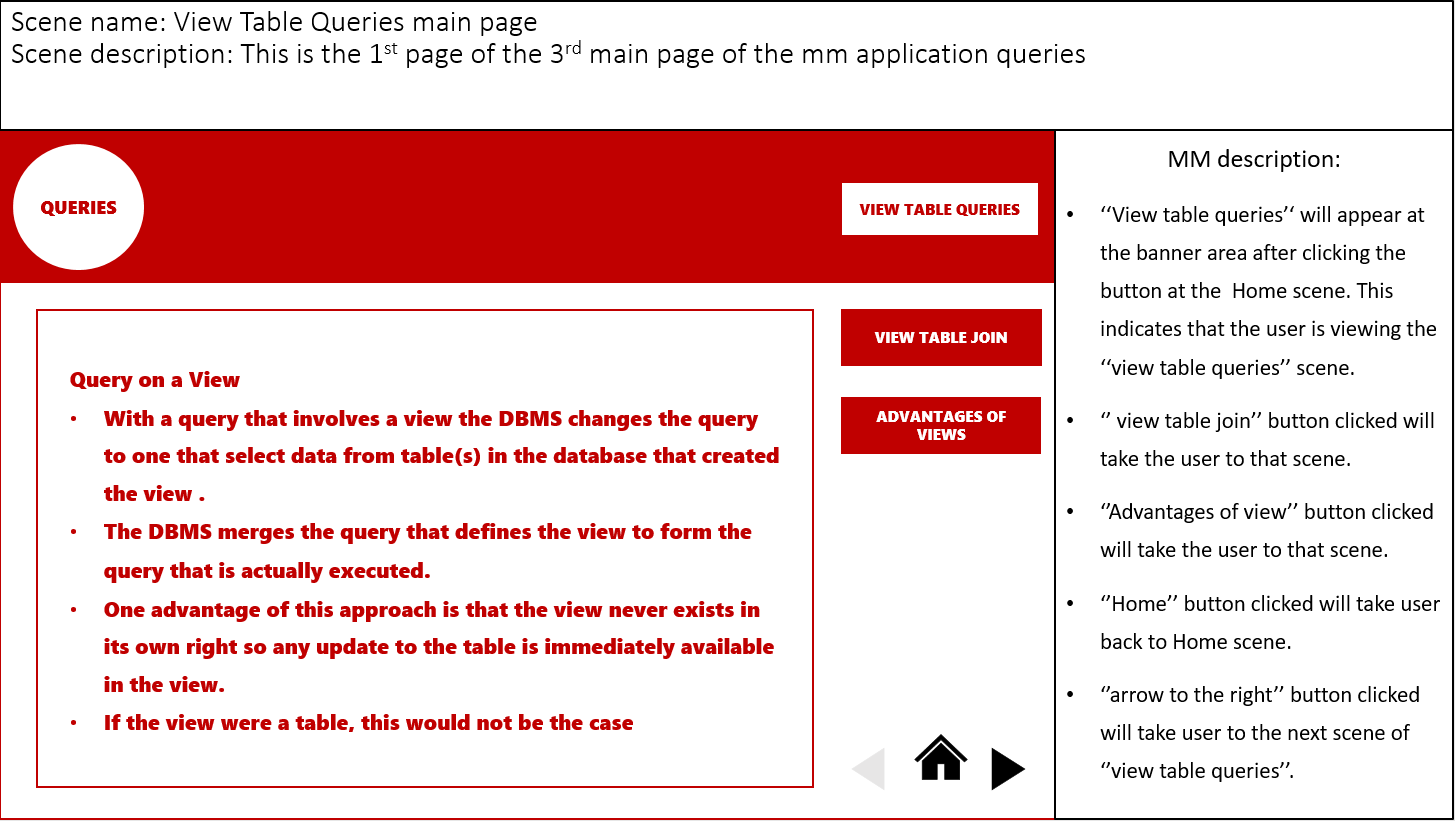 Scene name: View Table Queries main page
Scene description: This is the 1st page of the 3rd main page of the mm application queries
QUERIES
VIEW TABLE QUERIES
VIEW TABLE JOIN
ADVANTAGES OF
VIEWS
Query on a View
• With a query that involves a view the DBMS changes the query
to one that select data from table(s) in the database that created
the view .
• The DBMS merges the query that defines the view to form the
query that is actually executed.
• One advantage of this approach is that the view never exists in
its own right so any update to the table is immediately available
in the view.
• If the view were a table, this would not be the case
MM description:
• ‘‘View table queries’‘ will appear at
the banner area after clicking the
button at the  Home scene. This
indicates that the user is viewing the
‘‘view table queries’’ scene.
• ‘’ view table join’’ button clicked will
take the user to that scene.
• ‘’Advantages of view’’ button clicked
will take the user to that scene.
• ‘’Home’’ button clicked will take user
back to Home scene.
• ‘’arrow to the right’’ button clicked
will take user to the next scene of
‘’view table queries’’.